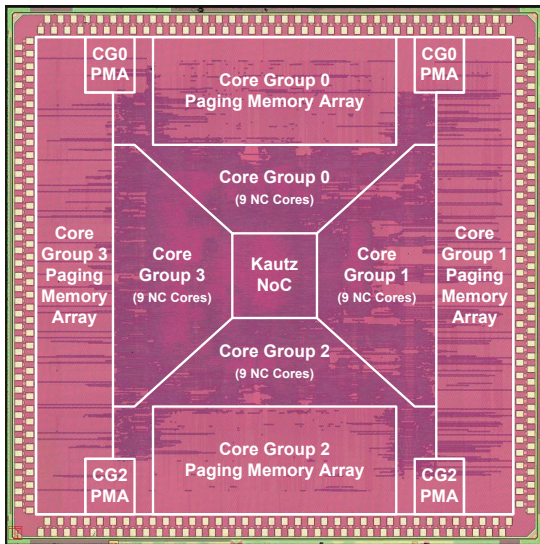 CG0
PMA
Core Group 0
Paging Memory Array
CG0
PMA
Core Group 0
(9 NC Cores)
Core
Group 3
Paging
Memory
Array
Core
Group 3
(9 NC Cores)
Kautz
NoC
Core
Group 1
(9 NC Cores)
Core
Group 1
Paging
Memory
Array
Core Group 2
(9 NC Cores)
CG2
PMA
Core Group 2
Paging Memory Array
CG2
PMA